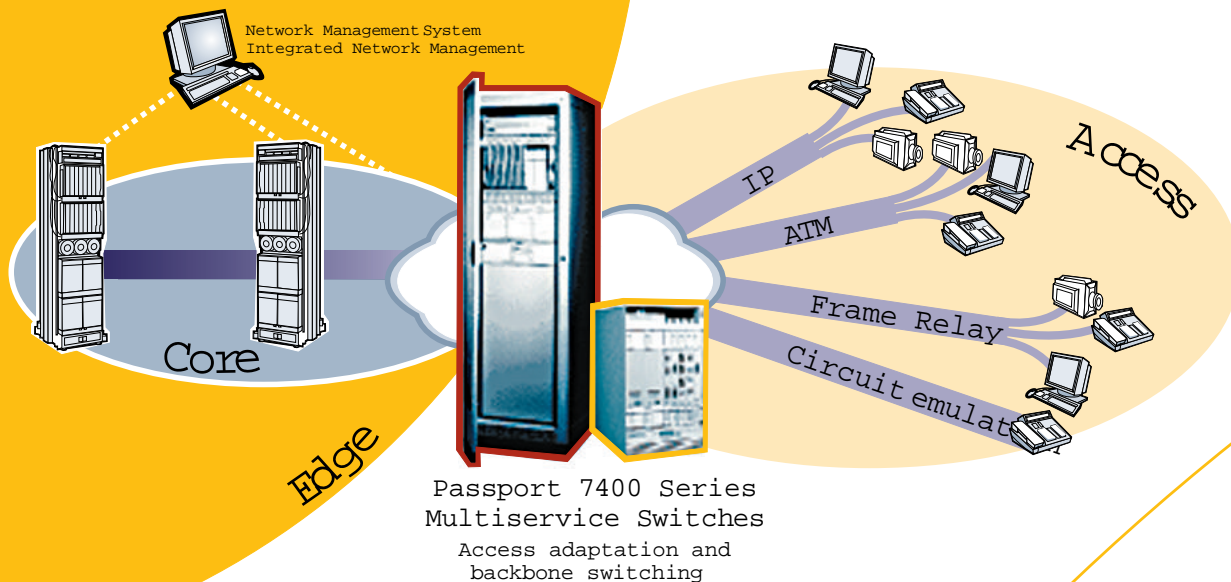 Network Management System
Integrated Network Management
Access
IP
ATM
Frame Relay
Circuit emulat
Core
Edge
Passport 7400 Series
Multiservice Switches
Access adaptation and
backbone switching